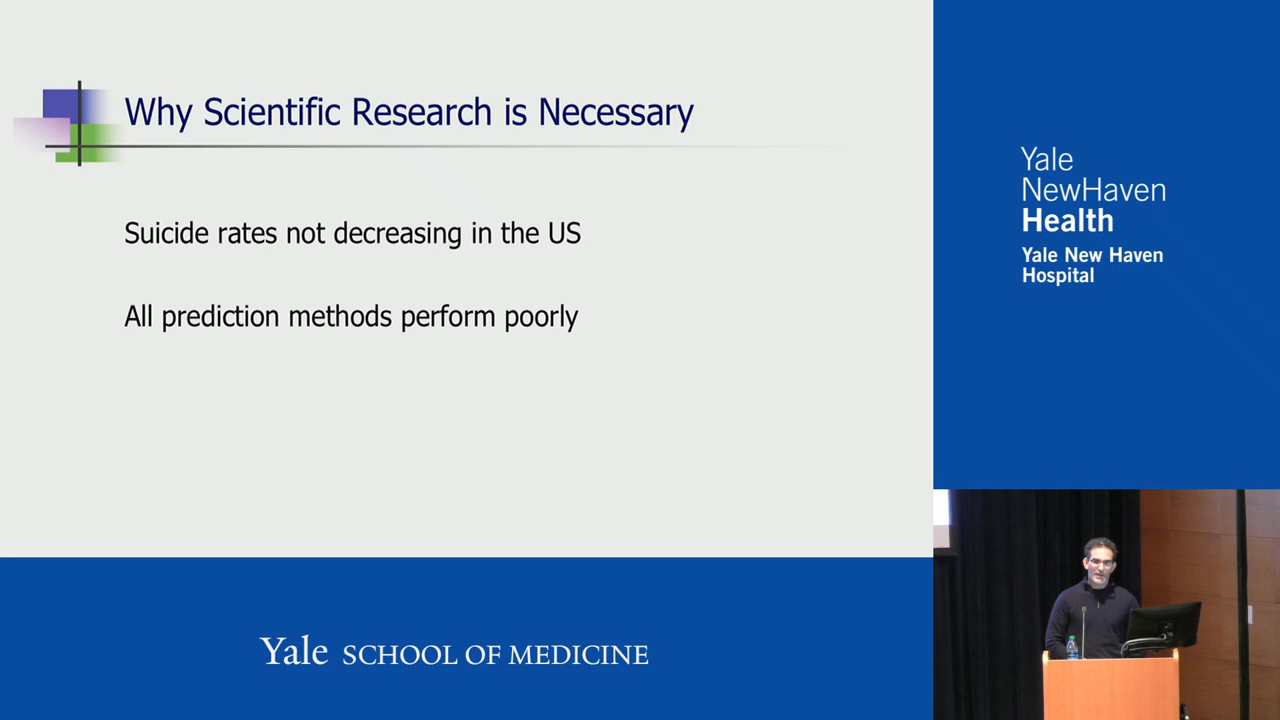 Why Scientific Research is Necessary
Suicide rates not decreasing in the US
All prediction methods perform poorly
Yale
NewHaven
Health
Yale New Haven
Hospital
Yale SCHOOL OF MEDICINE